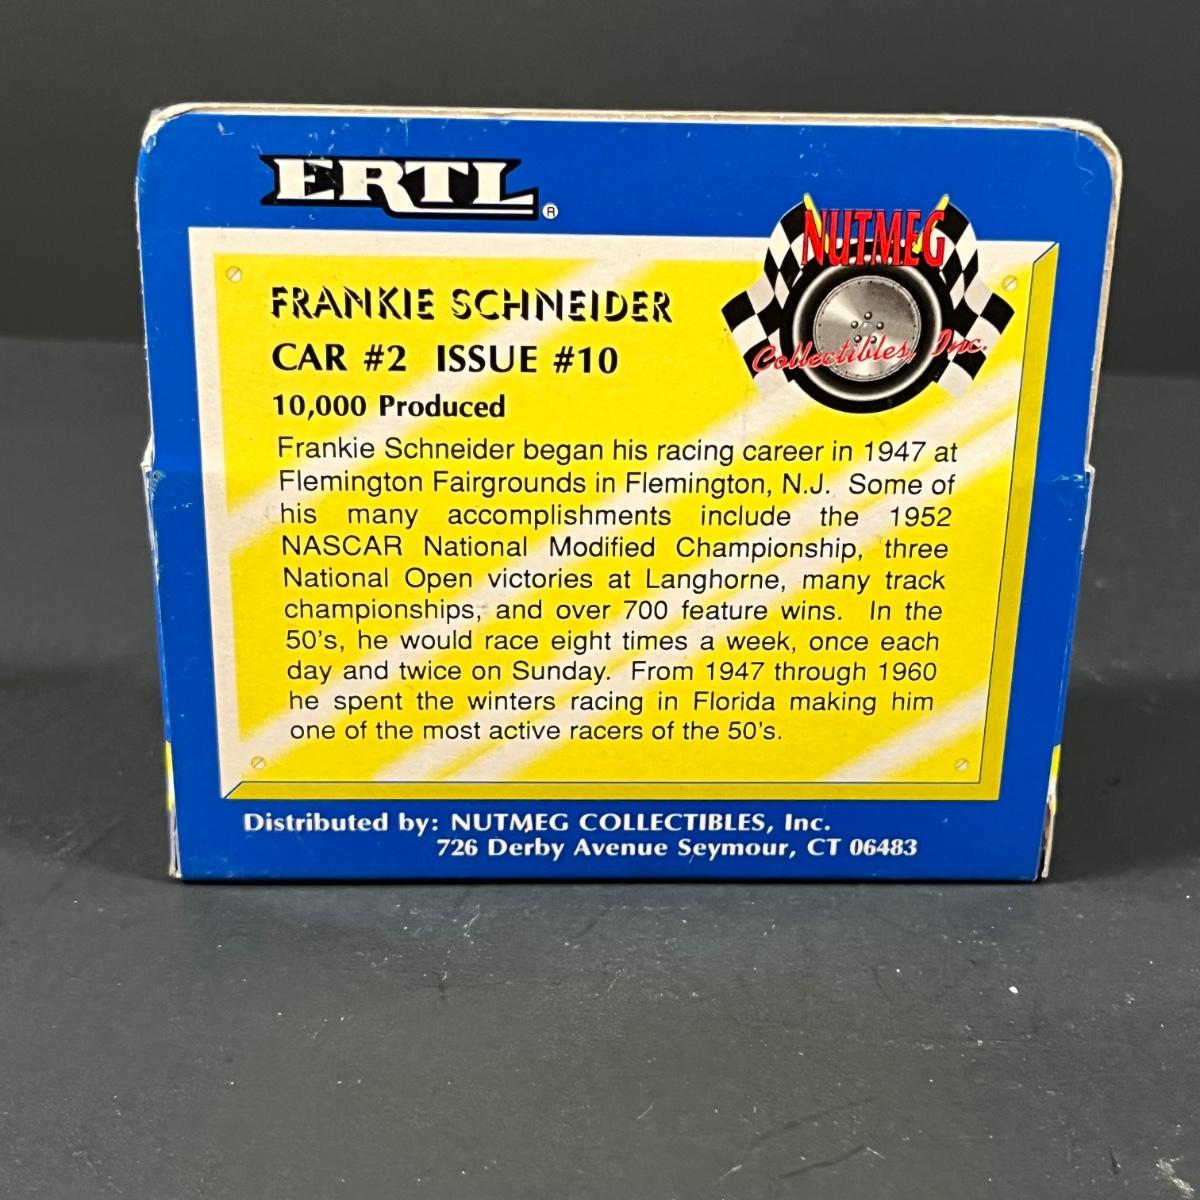 ERTL®
NUTMEG
Collectibles, Inc.
FRANKIE SCHNEIDER
CAR #2 ISSUE #10
10,000 Produced
Frankie Schneider began his racing career in 1947 at
Flemington Fairgrounds in Flemington, N.J. Some of
his many accomplishments include the 1952
NASCAR National Modified Championship, three
National Open victories at Langhorne, many track
championships, and over 700 feature wins. In the
50's, he would race eight times a week, once each
day and twice on Sunday. From 1947 through 1960
he spent the winters racing in Florida making him
one of the most active racers of the 50's.
Distributed by: NUTMEG COLLECTIBLES, Inc.
726 Derby Avenue Seymour, CT 06483